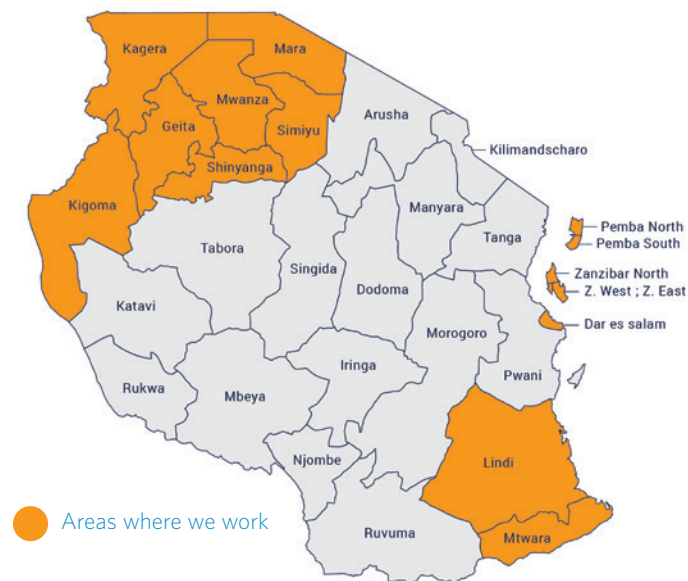 Kagera
Mara
Mwanza
Arusha
Geita
Simiyu
Kilimandscharo
Shinyanga
Kigoma
Manyara
Pemba North
Tanga
Pemba South
Tabora
Singida
Zanzibar North
Dodoma
Z. West ; Z. East
Katavi
Dar es salam
Morogoro
Iringa
Pwani
Rukwa
Mbeya
Njombe
Lindi
Areas where we work
Ruvuma
Mtwara